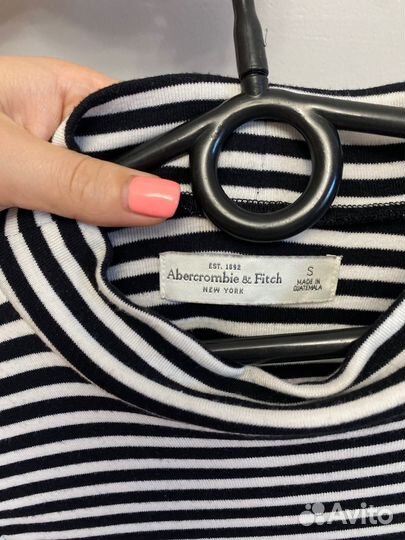 EST. 1892
Abercrombie & Fitch
NEW YORK
S
MADE IN
GUATEMALA
Avito